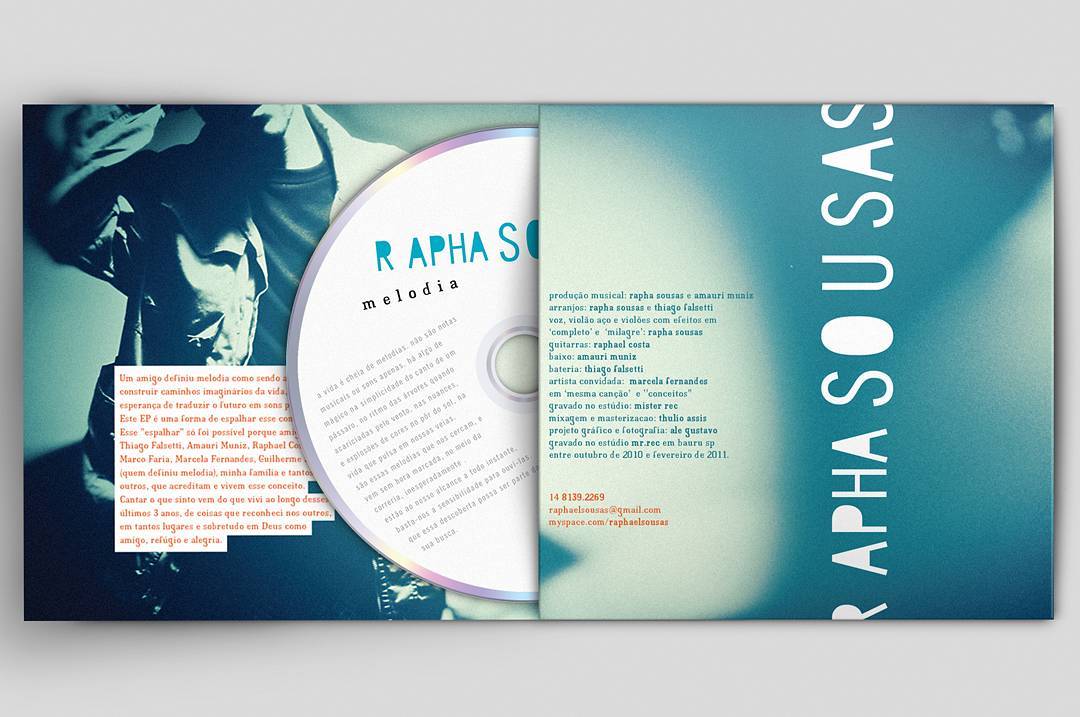 Um amigo definiu melodia como sendo a
construir caminhos imaginários da vida,
esperança de traduzir o futuro em sons p
Este EP é uma forma de espalhar esse con
Esse "espalhar" só foi possível porque amig
Thiago Falsetti, Amauri Muniz, Raphael Co
Marco Faria, Marcela Fernandes, Guilherme
(quem definiu melodia), minha família e tantos
outros, que acreditam e vivem esse conceito.
Cantar o que sinto vem do que vivi ao longo desses
últimos 3 anos, de coisas que reconheci nos outros,
em tantos lugares e sobretudo em Deus como
amigo, refúgio e alegria.
RAPHA SO
melodia
a vida é cheia de melodias. não são notas
musicais ou sons apenas. há algo de
mágico na simplicidade do canto de um
pássaro, no ritmo das árvores quando
acariciadas pelo vento, nas nuances,
e explosões de cores no pôr do sol, na
vida que pulsa em nossas veias.
são essas melodias que nos cercam, e
vem sem hora marcada, no meio da
correria, inesperadamente.
estão ao nosso alcance a todo instante.
basta-nos a sensibilidade para ouvi-las.
que essa descoberta possa ser parte da
sua busca.
produção musical: rapha sousas e amauri muniz
arranjos: rapha sousas e thiago falsetti
voz, violão aço e violões com efeitos em
'completo' e 'milagre': rapha sousas
guitarras: raphael costa
baixo: amauri muniz
bateria: thiago falsetti
artista convidada: marcela fernandes
em 'mesma canção' e "conceitos"
gravado no estúdio: mister rec
mixagem e masterizacao: thulio assis
projeto gráfico e fotografia: ale gustavo
gravado no estúdio mr.rec em bauru sp
entre outubro de 2010 e fevereiro de 2011.
14 8139.2269
raphaelsousas@gmail.com
myspace.com/raphaelsousas
RAPHA SOUSAS